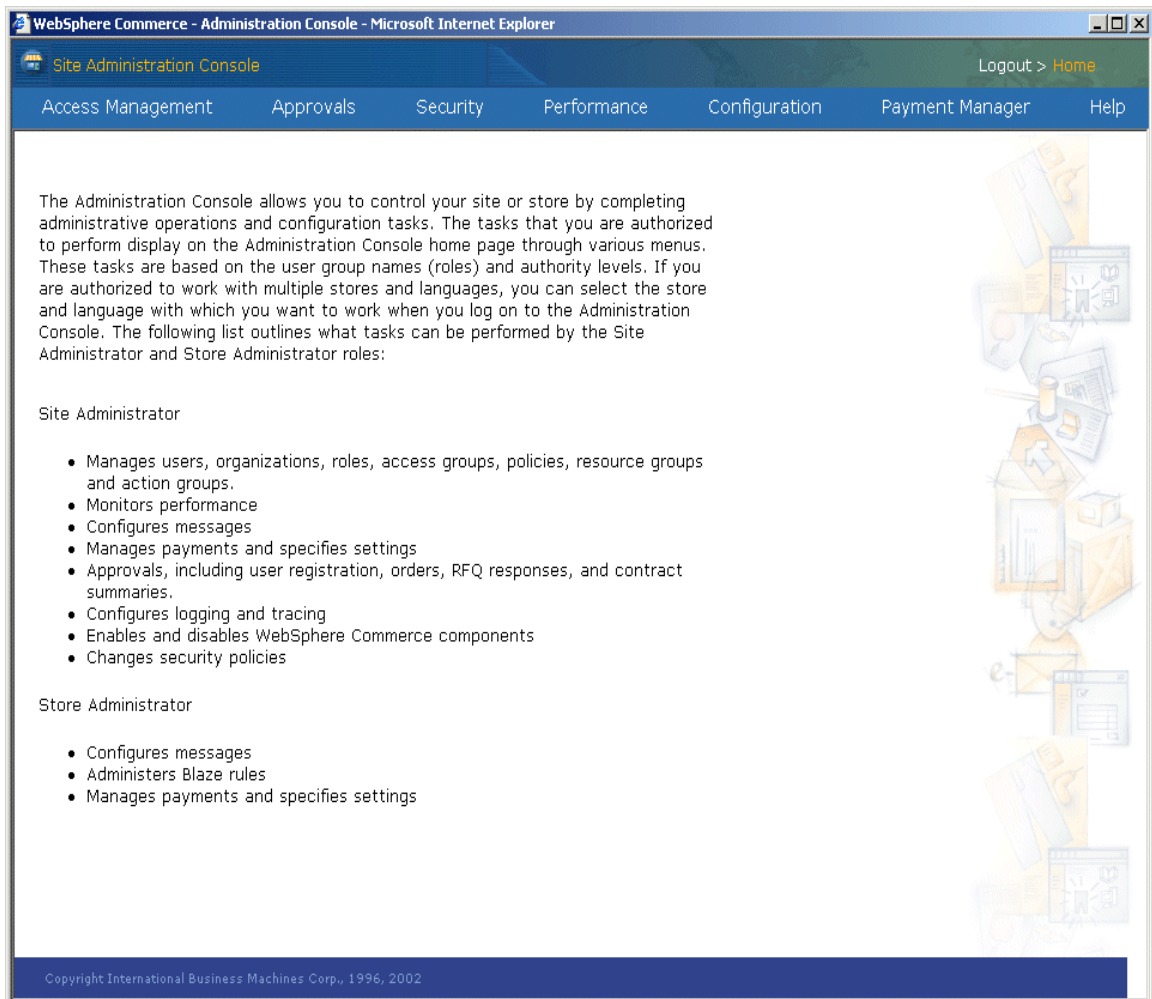 WebSphere Commerce - Administration Console - Microsoft Internet Explorer
Site Administration Console
Logout > Home
Access Management Approvals Security Performance Configuration Payment Manager Help
The Administration Console allows you to control your site or store by completing
administrative operations and configuration tasks. The tasks that you are authorized
to perform display on the Administration Console home page through various menus.
These tasks are based on the user group names (roles) and authority levels. If you
are authorized to work with multiple stores and languages, you can select the store
and language with which you want to work when you log on to the Administration
Console. The following list outlines what tasks can be performed by the Site
Administrator and Store Administrator roles:
Site Administrator
• Manages users, organizations, roles, access groups, policies, resource groups
and action groups.
• Monitors performance
• Configures messages
• Manages payments and specifies settings
• Approvals, including user registration, orders, RFQ responses, and contract
summaries.
• Configures logging and tracing
• Enables and disables WebSphere Commerce components
• Changes security policies
Store Administrator
• Configures messages
• Administers Blaze rules
• Manages payments and specifies settings
Copyright International Business Machines Corp., 1996, 2002